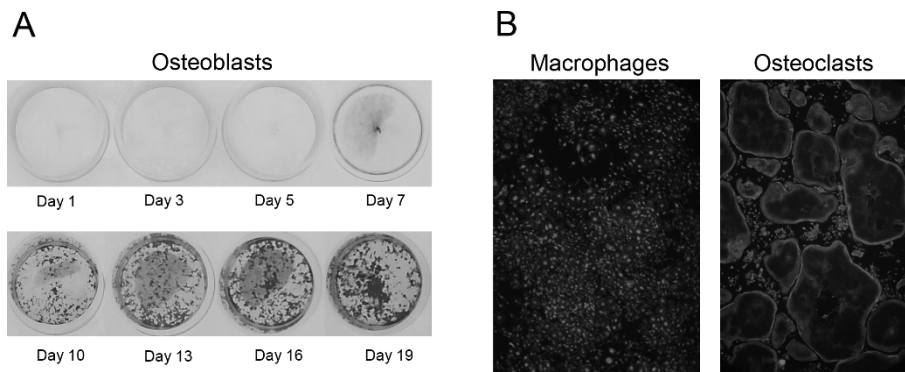 A
Osteoblasts
Day 1 Day 3 Day 5 Day 7
Day 10 Day 13 Day 16 Day 19
B
Macrophages Osteoclasts